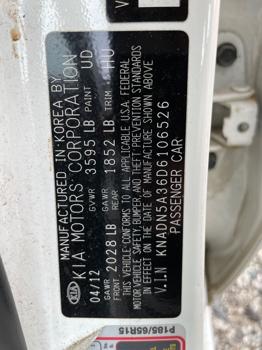 MANUFACTURED IN KOREA BY
KIA MOTORS CORPORATION
KIA
04/12 GVWR 3595 LB PAINT UD
GAWR FRONT 2028 LB GAWR REAR 1852 LB TRIM HU
THIS VEHICLE CONFORMS TO ALL APPLICABLE U.S.A. FEDERAL
MOTOR VEHICLE SAFETY, BUMPER, AND THEFT PREVENTION STANDARDS
IN EFFECT ON THE DATE OF MANUFACTURE SHOWN ABOVE
V.I.N KNADN5A36D6106526
PASSENGER CAR
P185/65R15